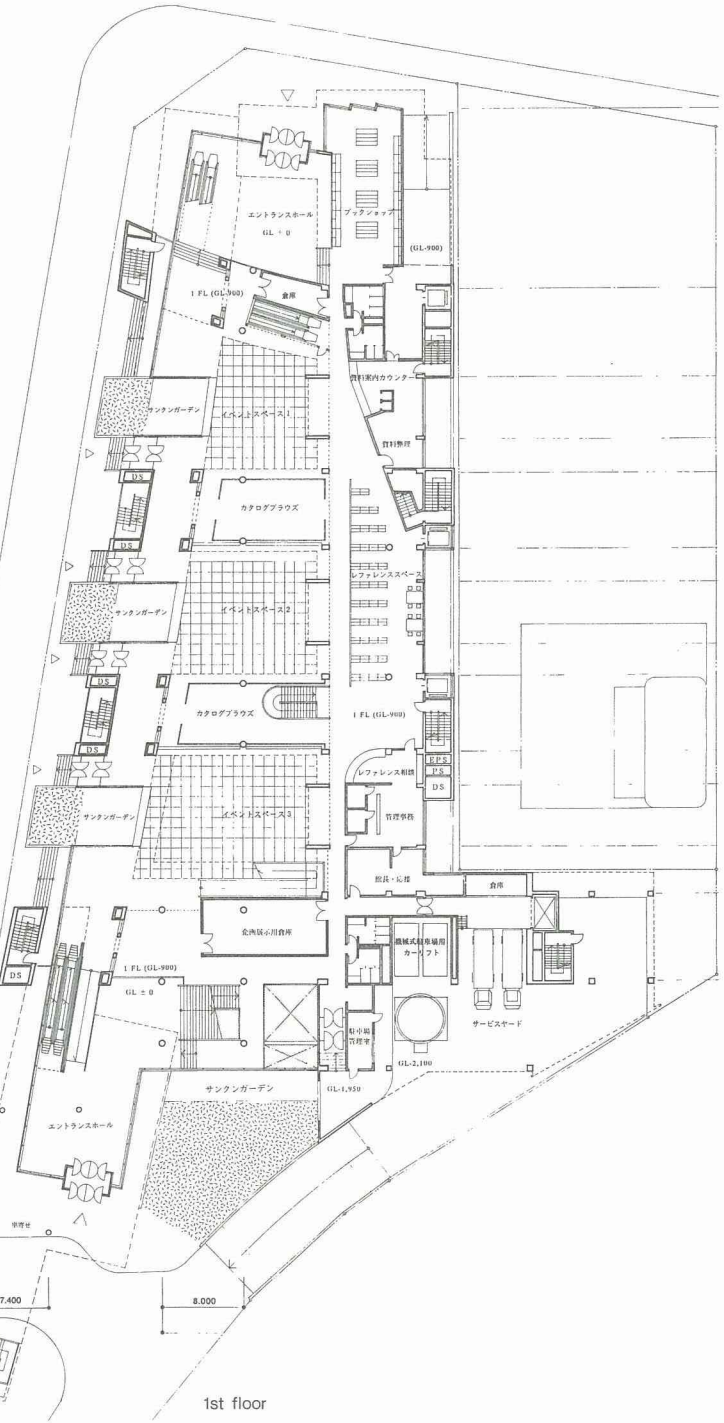 エントランスホール
GL ± 0
ブックショップ
(GL-900)
1 FL (GL-900)
倉庫
資料案内カウンター
サンクンガーデン
イベントスペース1
資料整理
DS
カタログブラウズ
DS
レファレンススペース
サンクンガーデン
イベントスペース2
DS
カタログブラウズ
1 FL (GL-900)
DS
EPS
PS
DS
レファレンス相談
サンクンガーデン
イベントスペース3
管理事務
館長・応接
倉庫
企画展示用倉庫
機械式駐車場用
カーリフト
DS
1 FL (GL-900)
GL ± 0
サービスヤード
駐車場
管理室
GL-2,100
サンクンガーデン
GL-1,950
エントランスホール
車寄せ
7.400
8.000
1st floor